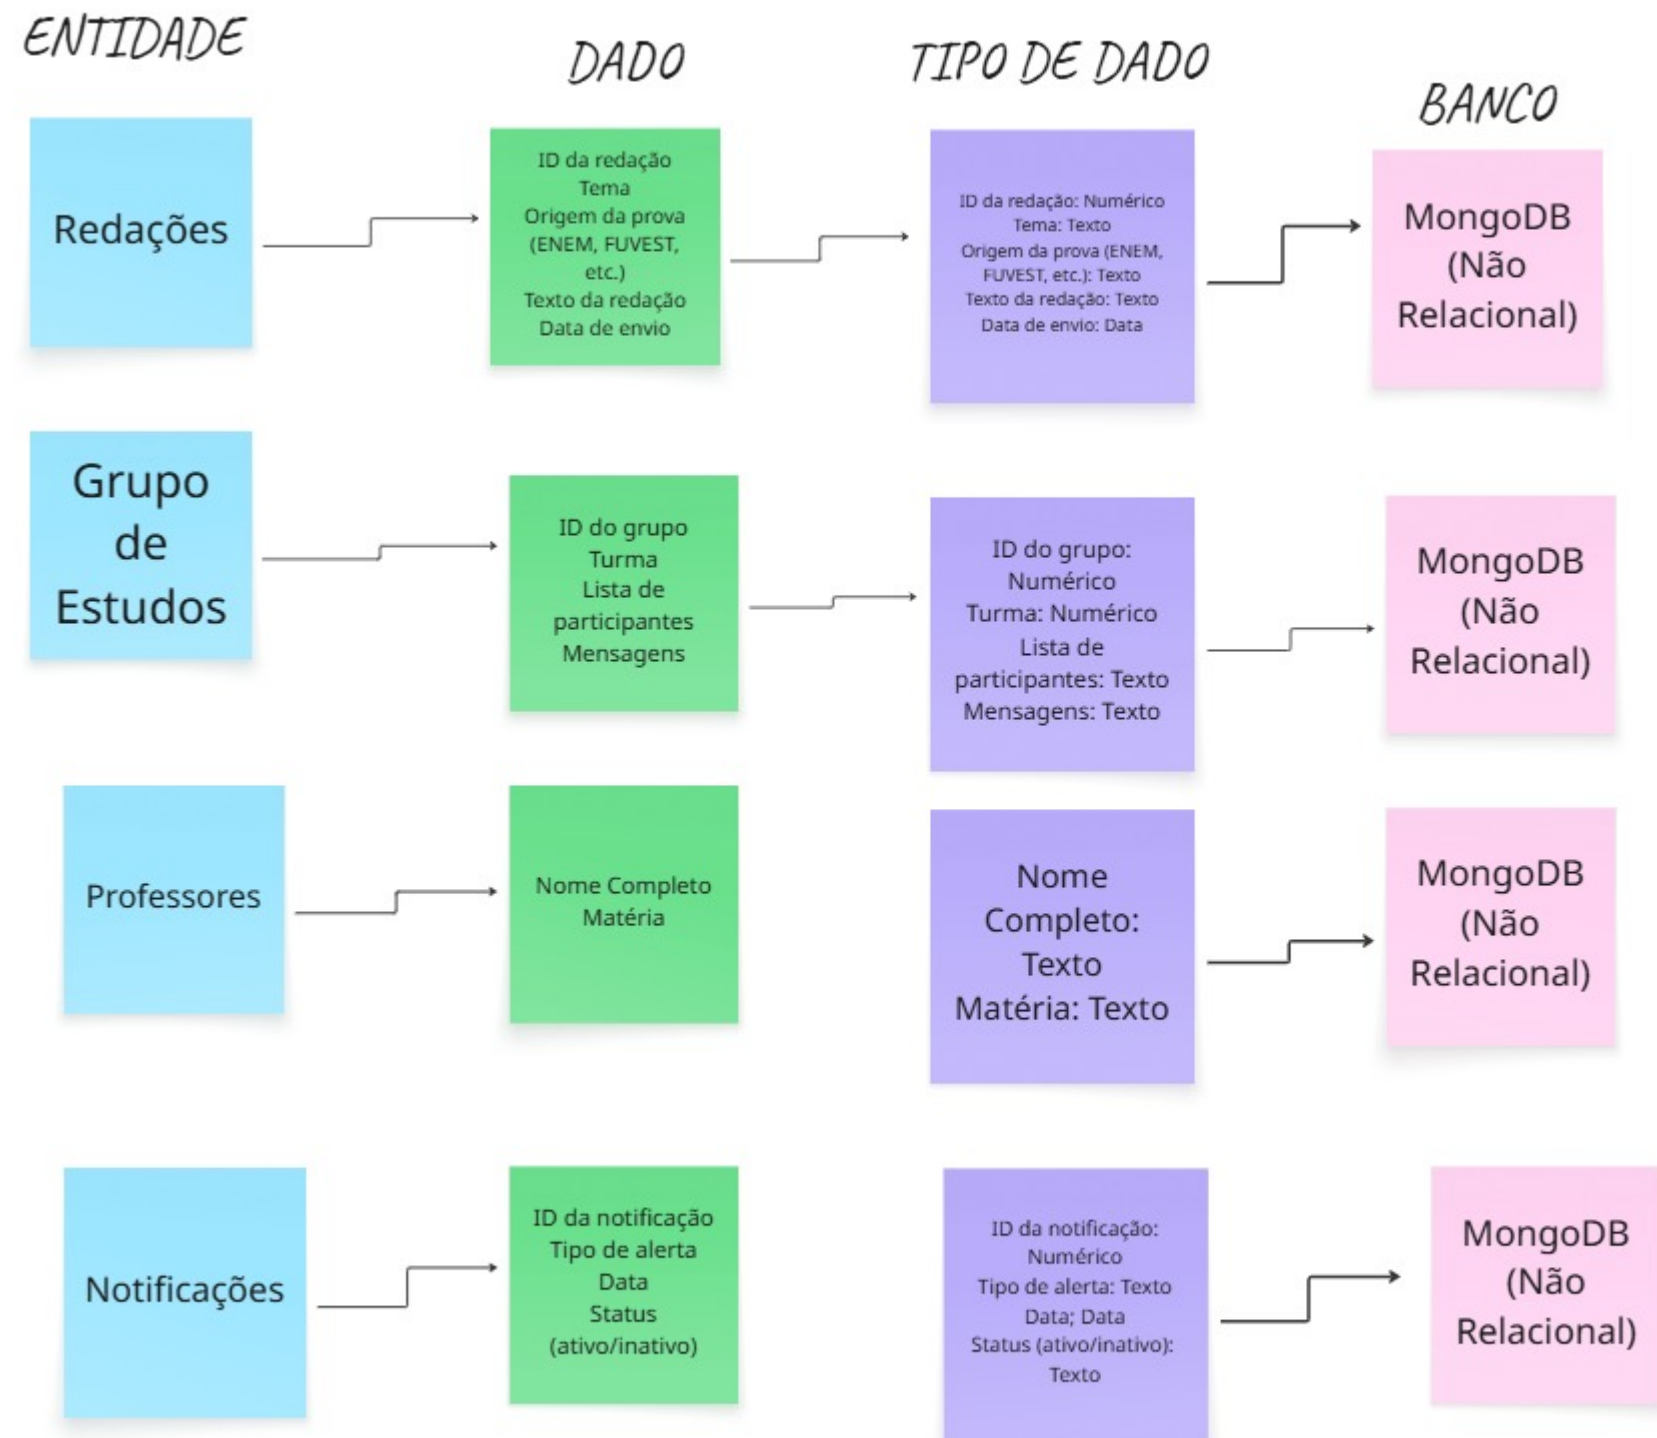 ENTIDADE
DADO
TIPO DE DADO
BANCO
Redações
ID da redação
Tema
Origem da prova
(ENEM, FUVEST,
etc.)
Texto da redação
Data de envio
ID da redação: Numérico
Tema: Texto
Origem da prova (ENEM,
FUVEST, etc.): Texto
Texto da redação: Texto
Data de envio: Data
MongoDB
(Não
Relacional)
Grupo
de
Estudos
ID do grupo
Turma
Lista de
participantes
Mensagens
ID do grupo:
Numérico
Turma: Numérico
Lista de
participantes: Texto
Mensagens: Texto
MongoDB
(Não
Relacional)
Professores
Nome Completo
Matéria
Nome
Completo:
Texto
Matéria: Texto
MongoDB
(Não
Relacional)
Notificações
ID da notificação
Tipo de alerta
Data
Status
(ativo/inativo)
ID da notificação:
Numérico
Tipo de alerta: Texto
Data; Data
Status (ativo/inativo):
Texto
MongoDB
(Não
Relacional)